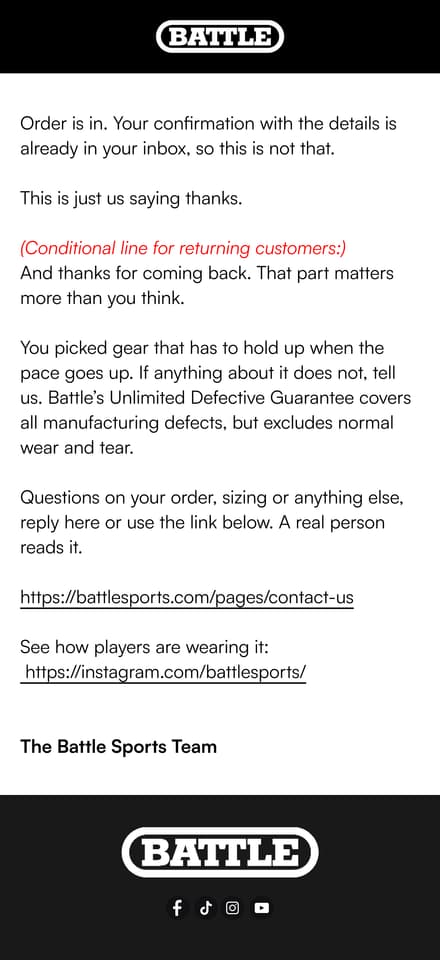 BATTLE
Order is in. Your confirmation with the details is
already in your inbox, so this is not that.
This is just us saying thanks.
(Conditional line for returning customers:)
And thanks for coming back. That part matters
more than you think.
You picked gear that has to hold up when the
pace goes up. If anything about it does not, tell
us. Battle’s Unlimited Defective Guarantee covers
all manufacturing defects, but excludes normal
wear and tear.
Questions on your order, sizing or anything else,
reply here or use the link below. A real person
reads it.
https://battlesports.com/pages/contact-us
See how players are wearing it:
https://instagram.com/battlesports/
The Battle Sports Team
BATTLE